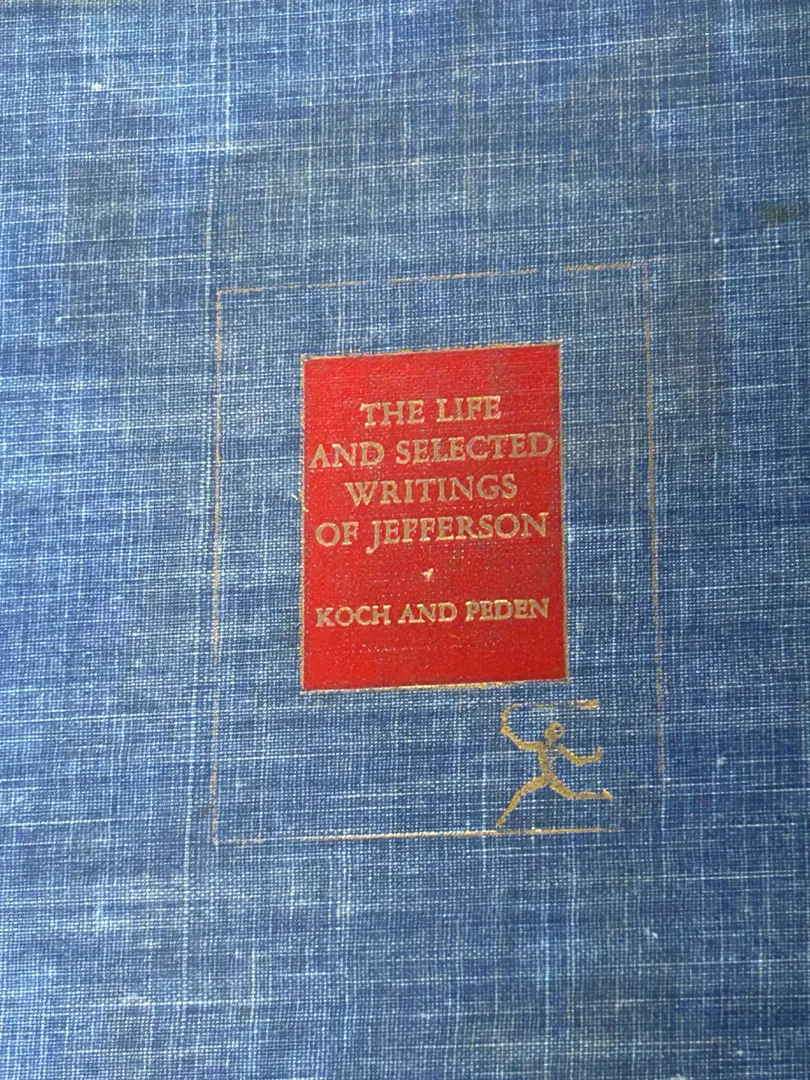 THE LIFE
AND SELECTED
WRITINGS
OF JEFFERSON
KOCH AND PEDEN